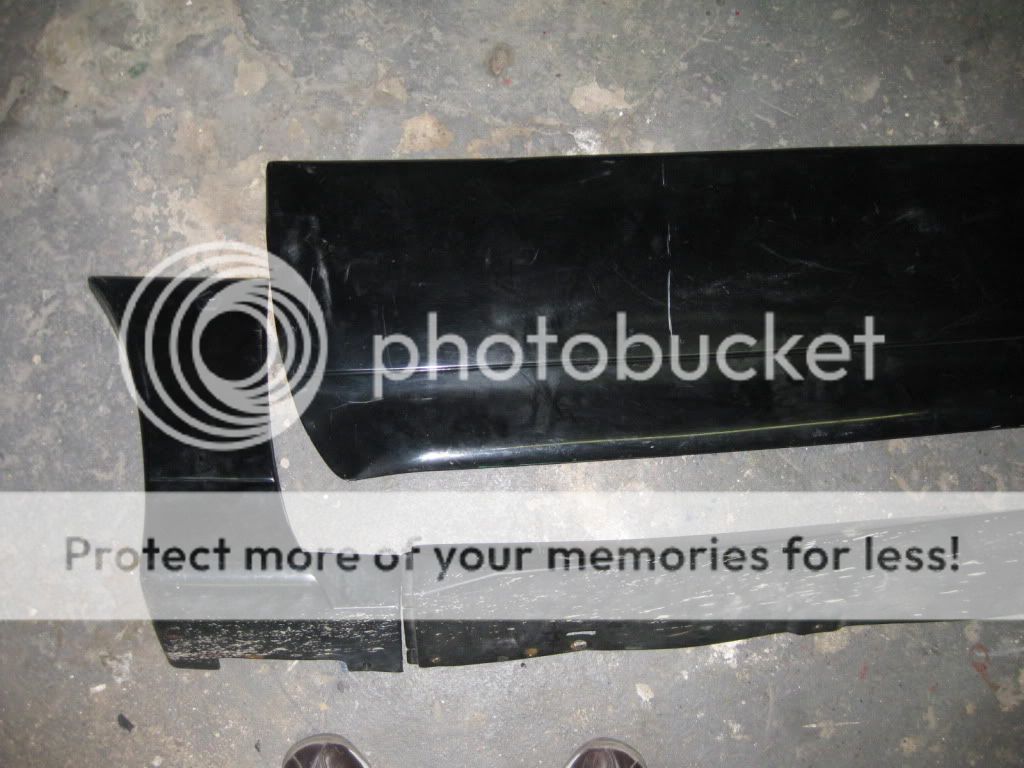 photobucket
Protect more of your memories for less!